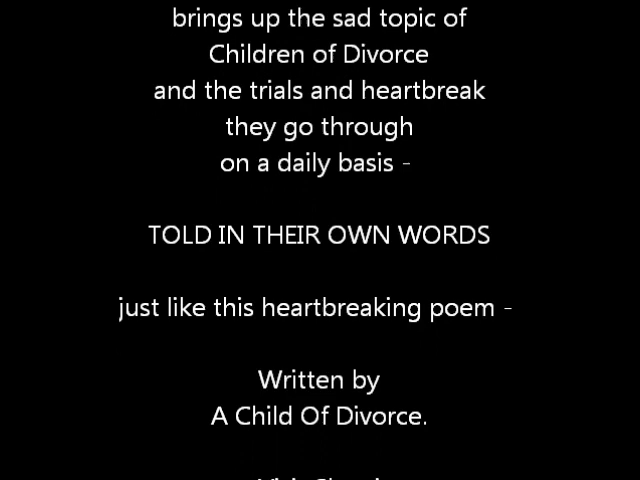 brings up the sad topic of
Children of Divorce
and the trials and heartbreak
they go through
on a daily basis -
TOLD IN THEIR OWN WORDS
just like this heartbreaking poem -
Written by
A Child Of Divorce.